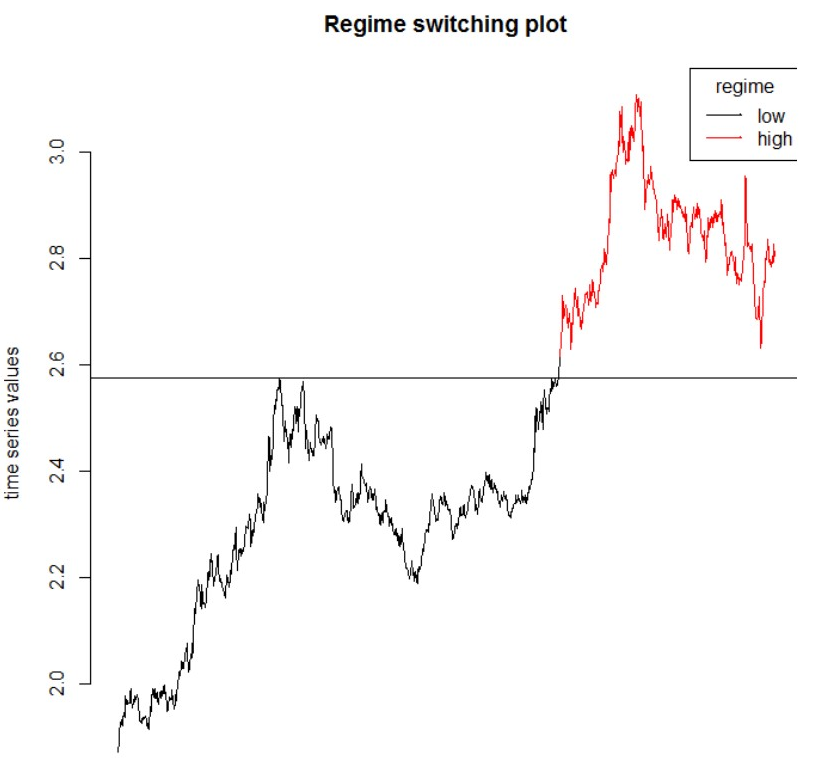 Regime switching plot
regime
low
high
3.0
2.8
2.6
2.4
2.2
2.0
time series values